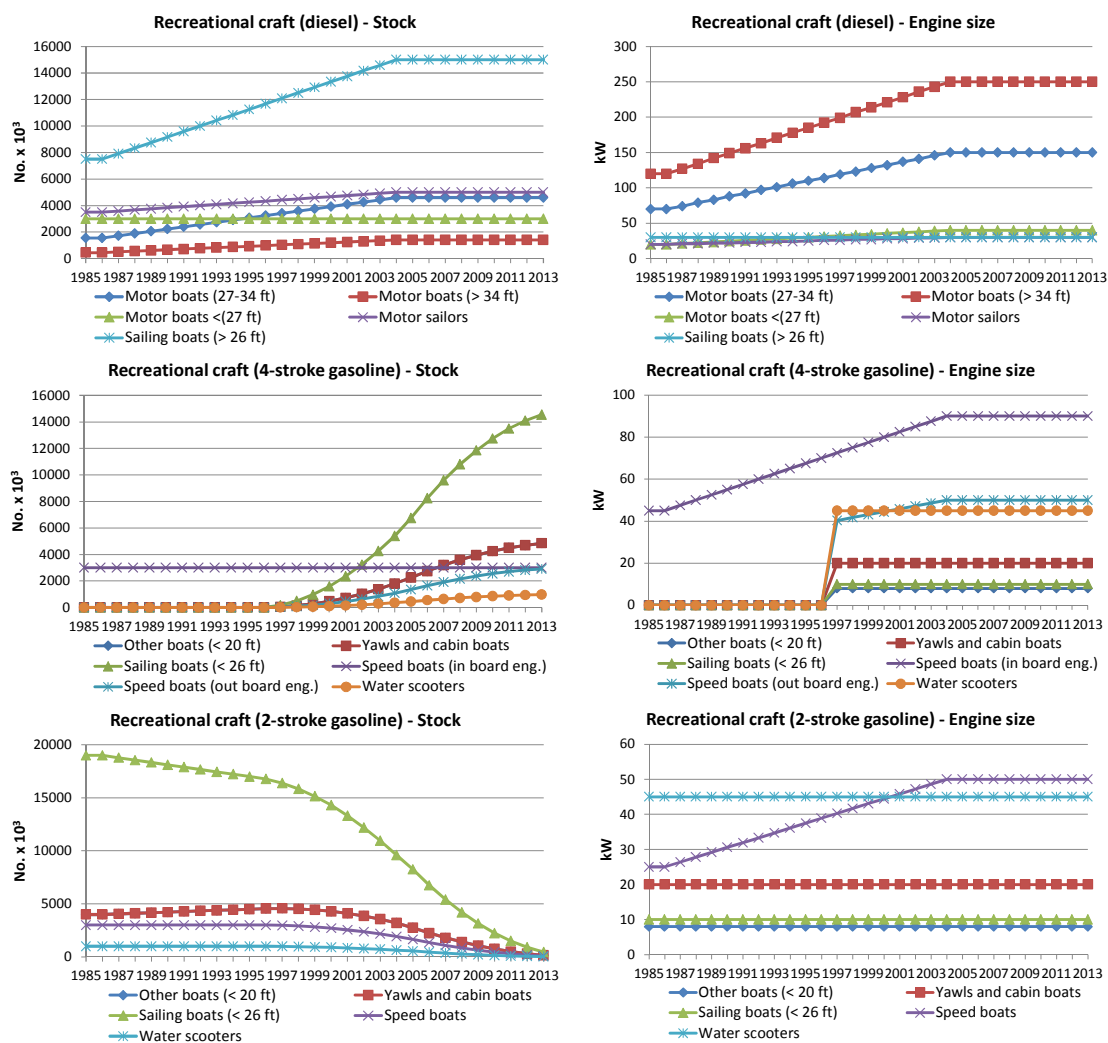 Recreational craft (diesel) - Stock
16000
14000
12000
10000
8000
6000
4000
2000
0
No. x 10³
1985 1987 1989 1991 1993 1995 1997 1999 2001 2003 2005 2007 2009 2011 2013
Motor boats (27-34 ft) Motor boats (> 34 ft)
Motor boats <(27 ft) Motor sailors
Sailing boats (> 26 ft)
Recreational craft (diesel) - Engine size
300
250
200
150
100
50
0
kW
1985 1987 1989 1991 1993 1995 1997 1999 2001 2003 2005 2007 2009 2011 2013
Motor boats (27-34 ft) Motor boats (> 34 ft)
Motor boats <(27 ft) Motor sailors
Sailing boats (> 26 ft)
Recreational craft (4-stroke gasoline) - Stock
16000
14000
12000
10000
8000
6000
4000
2000
0
No. x 10³
1985 1987 1989 1991 1993 1995 1997 1999 2001 2003 2005 2007 2009 2011 2013
Other boats (< 20 ft) Yawls and cabin boats
Sailing boats (< 26 ft) Speed boats (in board eng.)
Speed boats (out board eng.) Water scooters
Recreational craft (4-stroke gasoline) - Engine size
100
80
60
40
20
0
kW
1985 1987 1989 1991 1993 1995 1997 1999 2001 2003 2005 2007 2009 2011 2013
Other boats (< 20 ft) Yawls and cabin boats
Sailing boats (< 26 ft) Speed boats (in board eng.)
Speed boats (out board eng.) Water scooters
Recreational craft (2-stroke gasoline) - Stock
20000
15000
10000
5000
0
No. x 10³
1985 1987 1989 1991 1993 1995 1997 1999 2001 2003 2005 2007 2009 2011 2013
Other boats (< 20 ft) Yawls and cabin boats
Sailing boats (< 26 ft) Speed boats
Water scooters
Recreational craft (2-stroke gasoline) - Engine size
60
50
40
30
20
10
0
kW
1985 1987 1989 1991 1993 1995 1997 1999 2001 2003 2005 2007 2009 2011 2013
Other boats (< 20 ft) Yawls and cabin boats
Sailing boats (< 26 ft) Speed boats
Water scooters